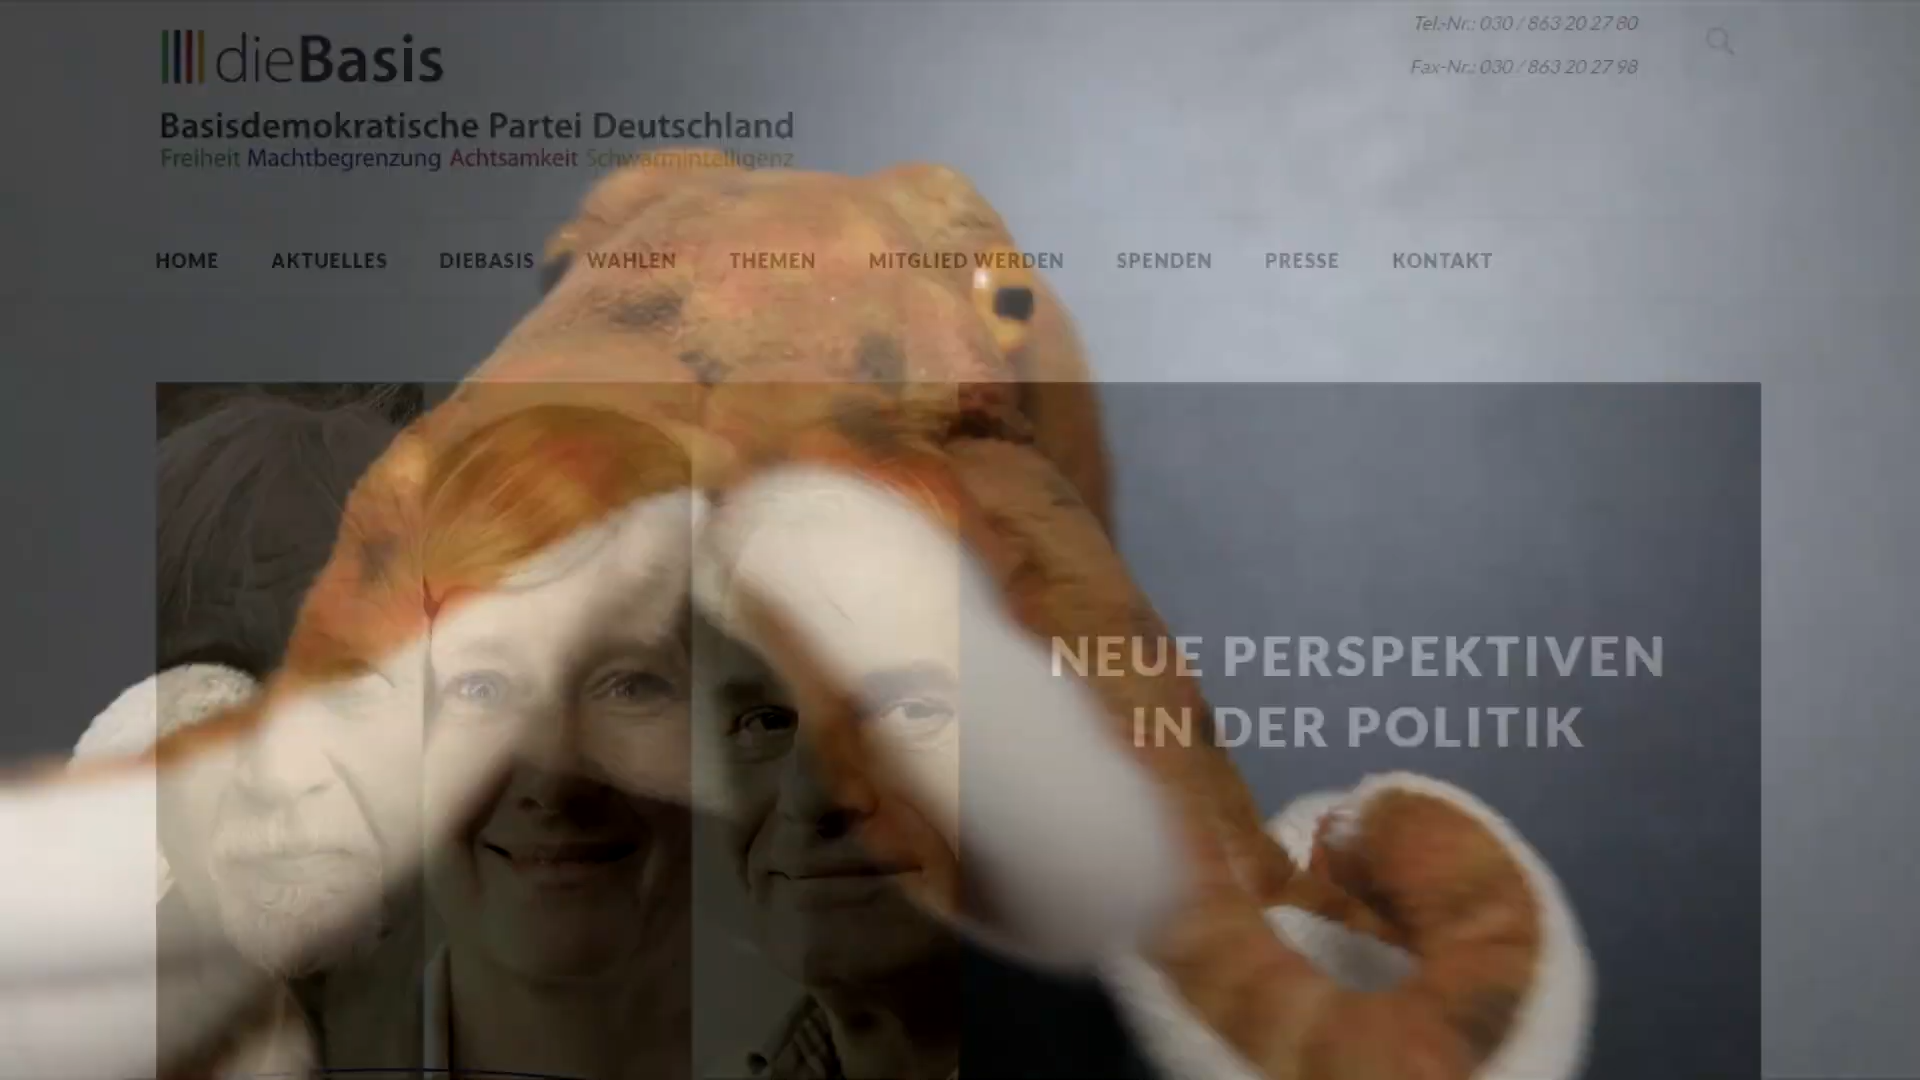 dieBasis
Tel.-Nr.: 030 / 863 20 27 80
Fax-Nr.: 030 / 863 20 27 98
Basisdemokratische Partei Deutschland
Freiheit Machtbegrenzung Achtsamkeit Schwarmintelligenz
HOME AKTUELLES DIEBASIS WAHLEN THEMEN MITGLIED WERDEN SPENDEN PRESSE KONTAKT
NEUE PERSPEKTIVEN
IN DER POLITIK